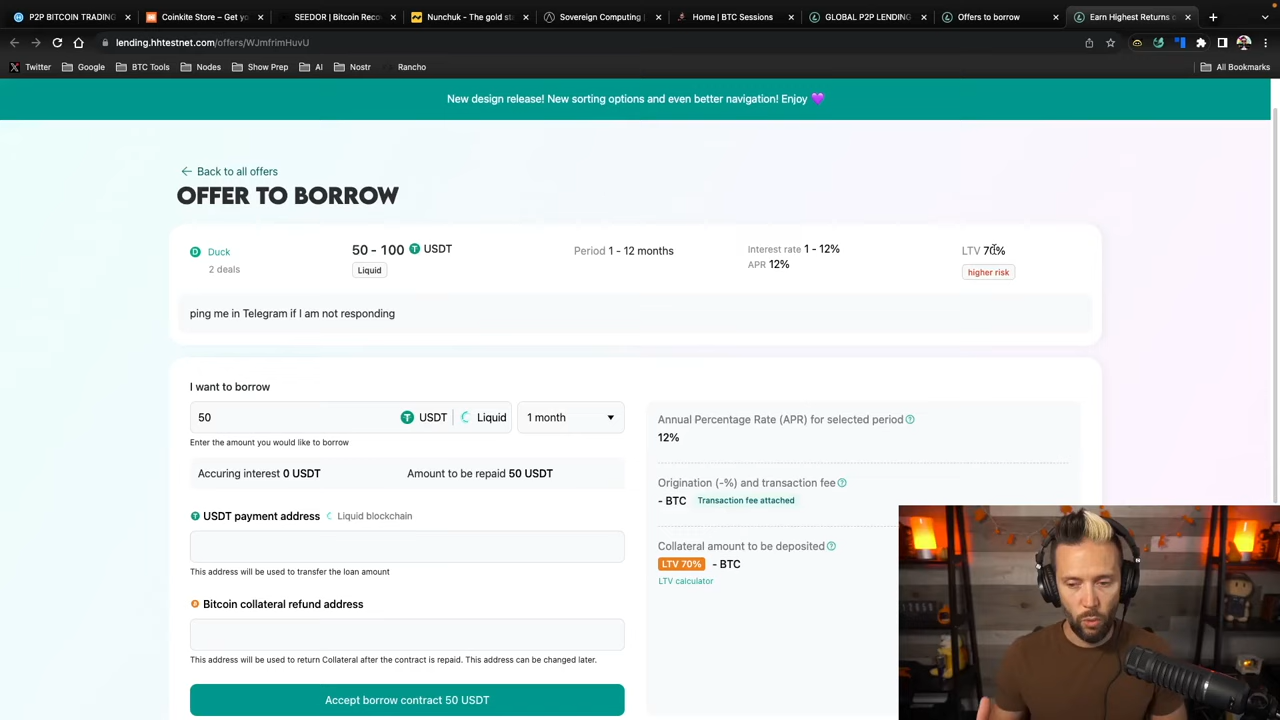 P2P BITCOIN TRADING
Coinkite Store – Get yo
SEEDOR | Bitcoin Reco
Nunchuk - The gold sta
Sovereign Computing |
Home | BTC Sessions
GLOBAL P2P LENDING
Offers to borrow
Earn Highest Returns o
lending.hhtestnet.com/offers/WJmfrimHuvU
Twitter
Google
BTC Tools
Nodes
Show Prep
AI
Nostr
Rancho
All Bookmarks
New design release! New sorting options and even better navigation! Enjoy 💜
← Back to all offers
OFFER TO BORROW
D Duck
2 deals
50 - 100 USDT
Liquid
Period 1 - 12 months
Interest rate 1 - 12%
APR 12%
LTV 70%
higher risk
ping me in Telegram if I am not responding
I want to borrow
50 USDT Liquid
1 month
Enter the amount you would like to borrow
Accuring interest 0 USDT
Amount to be repaid 50 USDT
USDT payment address Liquid blockchain
This address will be used to transfer the loan amount
Bitcoin collateral refund address
This address will be used to return Collateral after the contract is repaid. This address can be changed later.
Accept borrow contract 50 USDT
Annual Percentage Rate (APR) for selected period
12%
Origination (-%) and transaction fee
- BTC Transaction fee attached
Collateral amount to be deposited
LTV 70% - BTC
LTV calculator